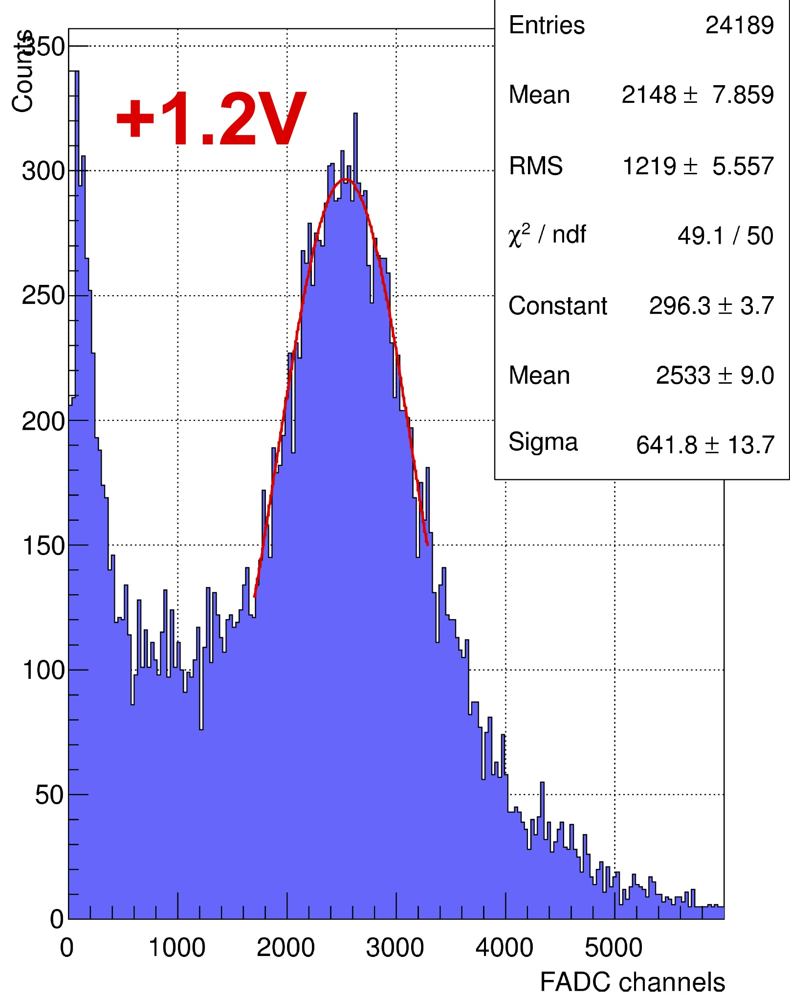 Entries 24189
Mean 2148 ± 7.859
RMS 1219 ± 5.557
χ² / ndf 49.1 / 50
Constant 296.3 ± 3.7
Mean 2533 ± 9.0
Sigma 641.8 ± 13.7
+1.2V
Counts
350
300
250
200
150
100
50
0
0 1000 2000 3000 4000 5000
FADC channels